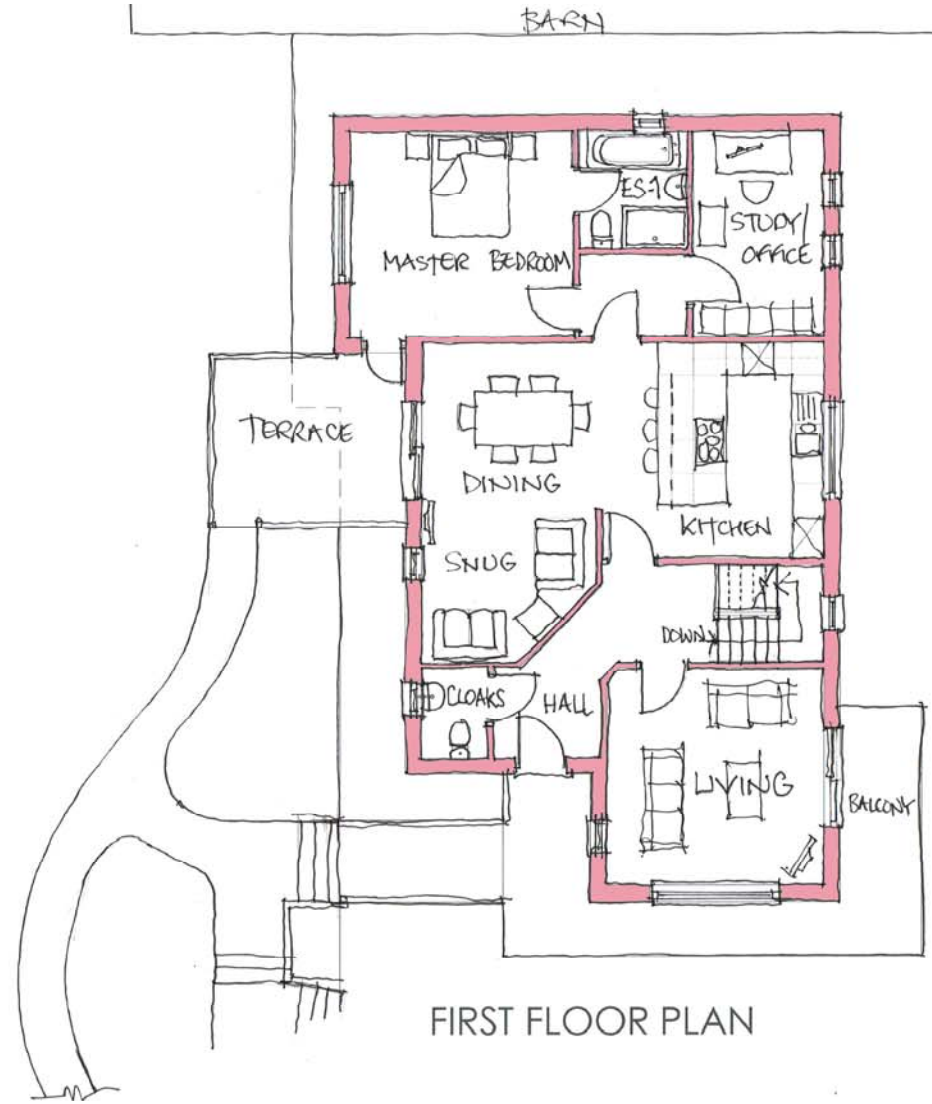 BARN
ES-1
STUDY/
OFFICE
MASTER BEDROOM
TERRACE
DINING
KITCHEN
SNUG
DOWN
CLOAKS
HALL
LIVING
BALCONY
FIRST FLOOR PLAN